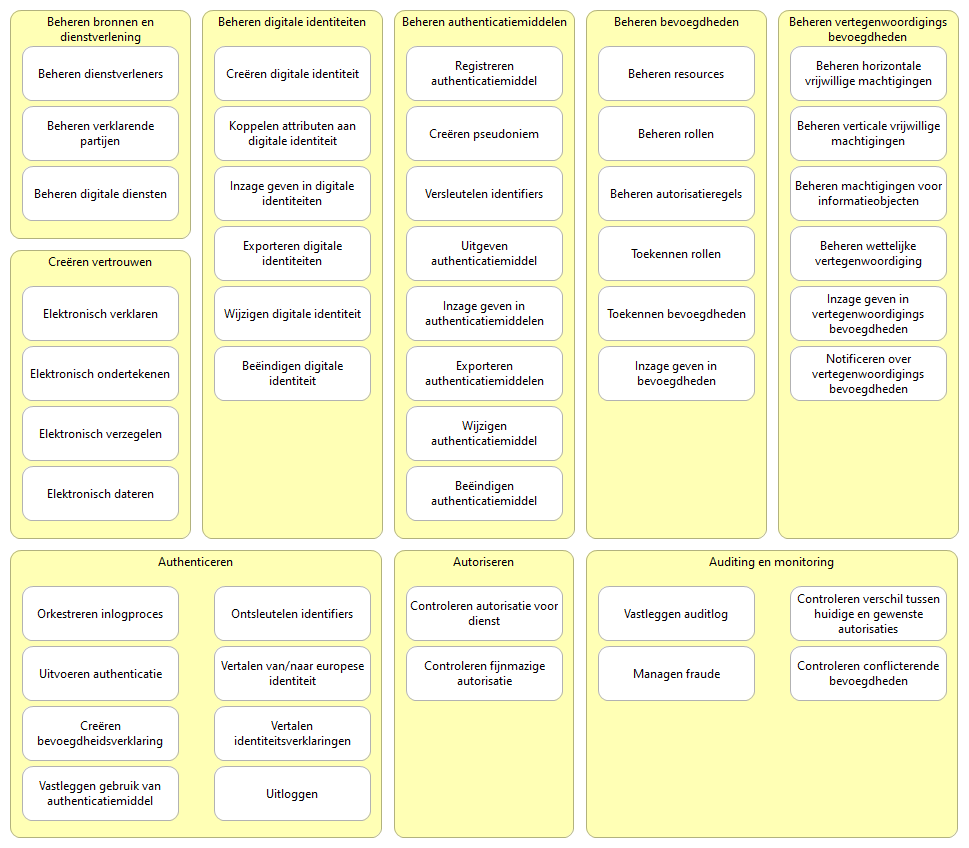 Beheren bronnen en
dienstverlening
Beheren dienstverleners
Beheren verklarende
partijen
Beheren digitale diensten
Creëren vertrouwen
Elektronisch verklaren
Elektronisch ondertekenen
Elektronisch verzegelen
Elektronisch dateren
Beheren digitale identiteiten
Creëren digitale identiteit
Koppelen attributen aan
digitale identiteit
Inzage geven in digitale
identiteiten
Exporteren digitale
identiteiten
Wijzigen digitale identiteit
Beëindigen digitale
identiteit
Beheren authenticatiemiddelen
Registreren
authenticatiemiddel
Creëren pseudoniem
Versleutelen identifiers
Uitgeven
authenticatiemiddel
Inzage geven in
authenticatiemiddelen
Exporteren
authenticatiemiddelen
Wijzigen
authenticatiemiddel
Beëindigen
authenticatiemiddel
Beheren bevoegdheden
Beheren resources
Beheren rollen
Beheren autorisatieregels
Toekennen rollen
Toekennen bevoegdheden
Inzage geven in
bevoegdheden
Beheren vertegenwoordigings
bevoegdheden
Beheren horizontale
vrijwillige machtigingen
Beheren verticale vrijwillige
machtigingen
Beheren machtigingen voor
informatieobjecten
Beheren wettelijke
vertegenwoordiging
Inzage geven in
vertegenwoordigings
bevoegdheden
Notificeren over
vertegenwoordigings
bevoegdheden
Authenticeren
Orkestreren inlogproces
Uitvoeren authenticatie
Creëren
bevoegdheidsverklaring
Vastleggen gebruik van
authenticatiemiddel
Ontsleutelen identifiers
Vertalen van/naar europese
identiteit
Vertalen
identiteitsverklaringen
Uitloggen
Autoriseren
Controleren autorisatie voor
dienst
Controleren fijnmazige
autorisatie
Auditing en monitoring
Vastleggen auditlog
Managen fraude
Controleren verschil tussen
huidige en gewenste
autorisaties
Controleren conflicterende
bevoegdheden